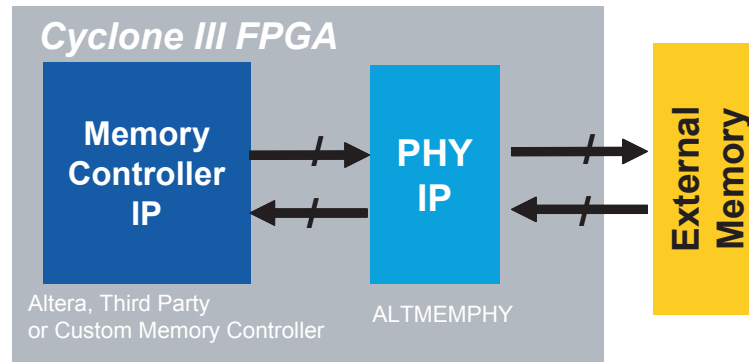 Cyclone III FPGA
Memory
Controller
IP
PHY
IP
External
Memory
Altera, Third Party
or Custom Memory Controller
ALTMEMPHY